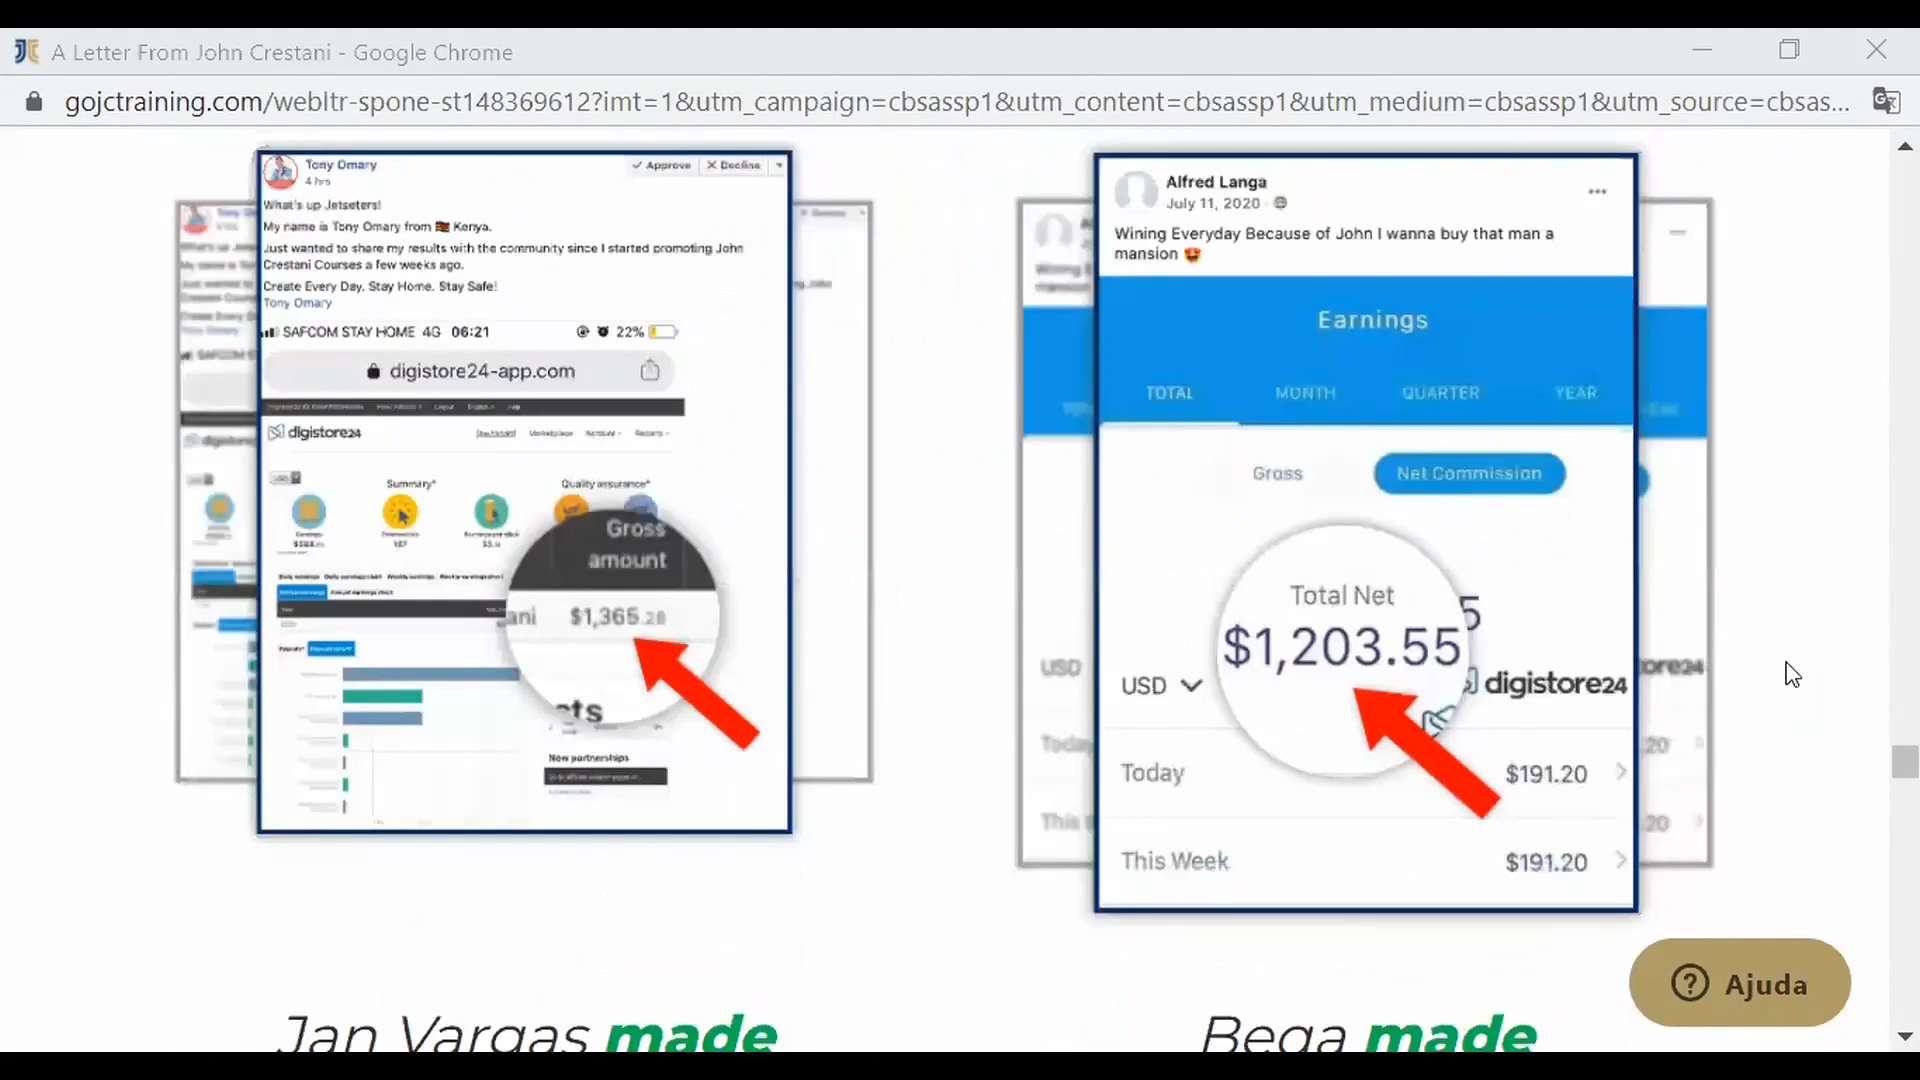 A Letter From John Crestani - Google Chrome
gojctraining.com/webltr-spone-st148369612?imt=1&utm_campaign=cbsassp1&utm_content=cbsassp1&utm_medium=cbsassp1&utm_source=cbsas...
Tony Omary
4 hrs
Approve
Decline
What's up Jetseters!
My name is Tony Omary from 🇰🇪 Kenya.
Just wanted to share my results with the community since I started promoting John
Crestani Courses a few weeks ago.
Create Every Day. Stay Home. Stay Safe!
Tony Omary
SAFCOM STAY HOME 4G 06:21 22%
digistore24-app.com
digistore24
Summary*
Quality assurance*
Gross
amount
ani $1,365.28
cts
New partnerships
Alfred Langa
July 11, 2020
Wining Everyday Because of John I wanna buy that man a
mansion 😍
Earnings
TOTAL MONTH QUARTER YEAR
Gross Net Commission
Total Net
$1,203.55
USD
digistore24
Today $191.20
This Week $191.20
Jan Vargas made
Bega made
Ajuda